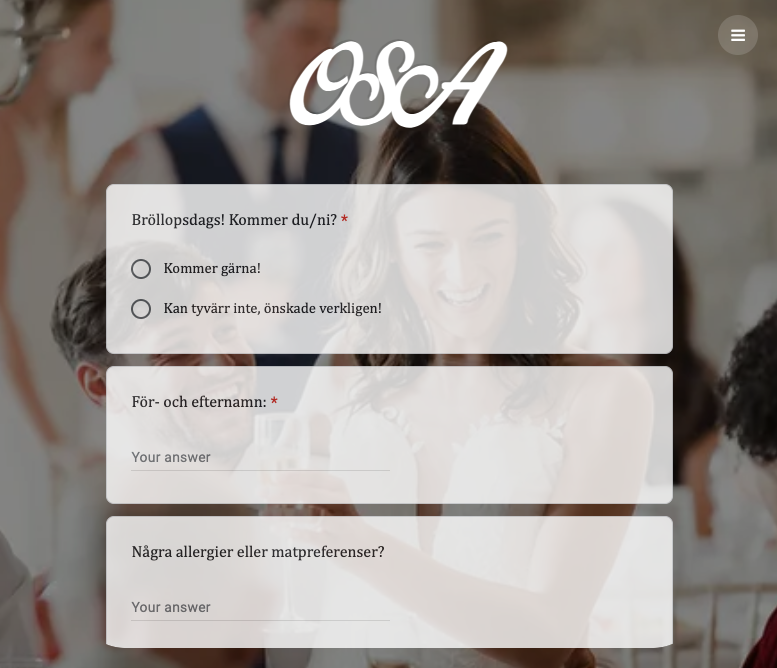 OSA
Bröllopsdags! Kommer du/ni? *
Kommer gärna!
Kan tyvärr inte, önskade verkligen!
För- och efternamn: *
Your answer
Några allergier eller matpreferenser?
Your answer